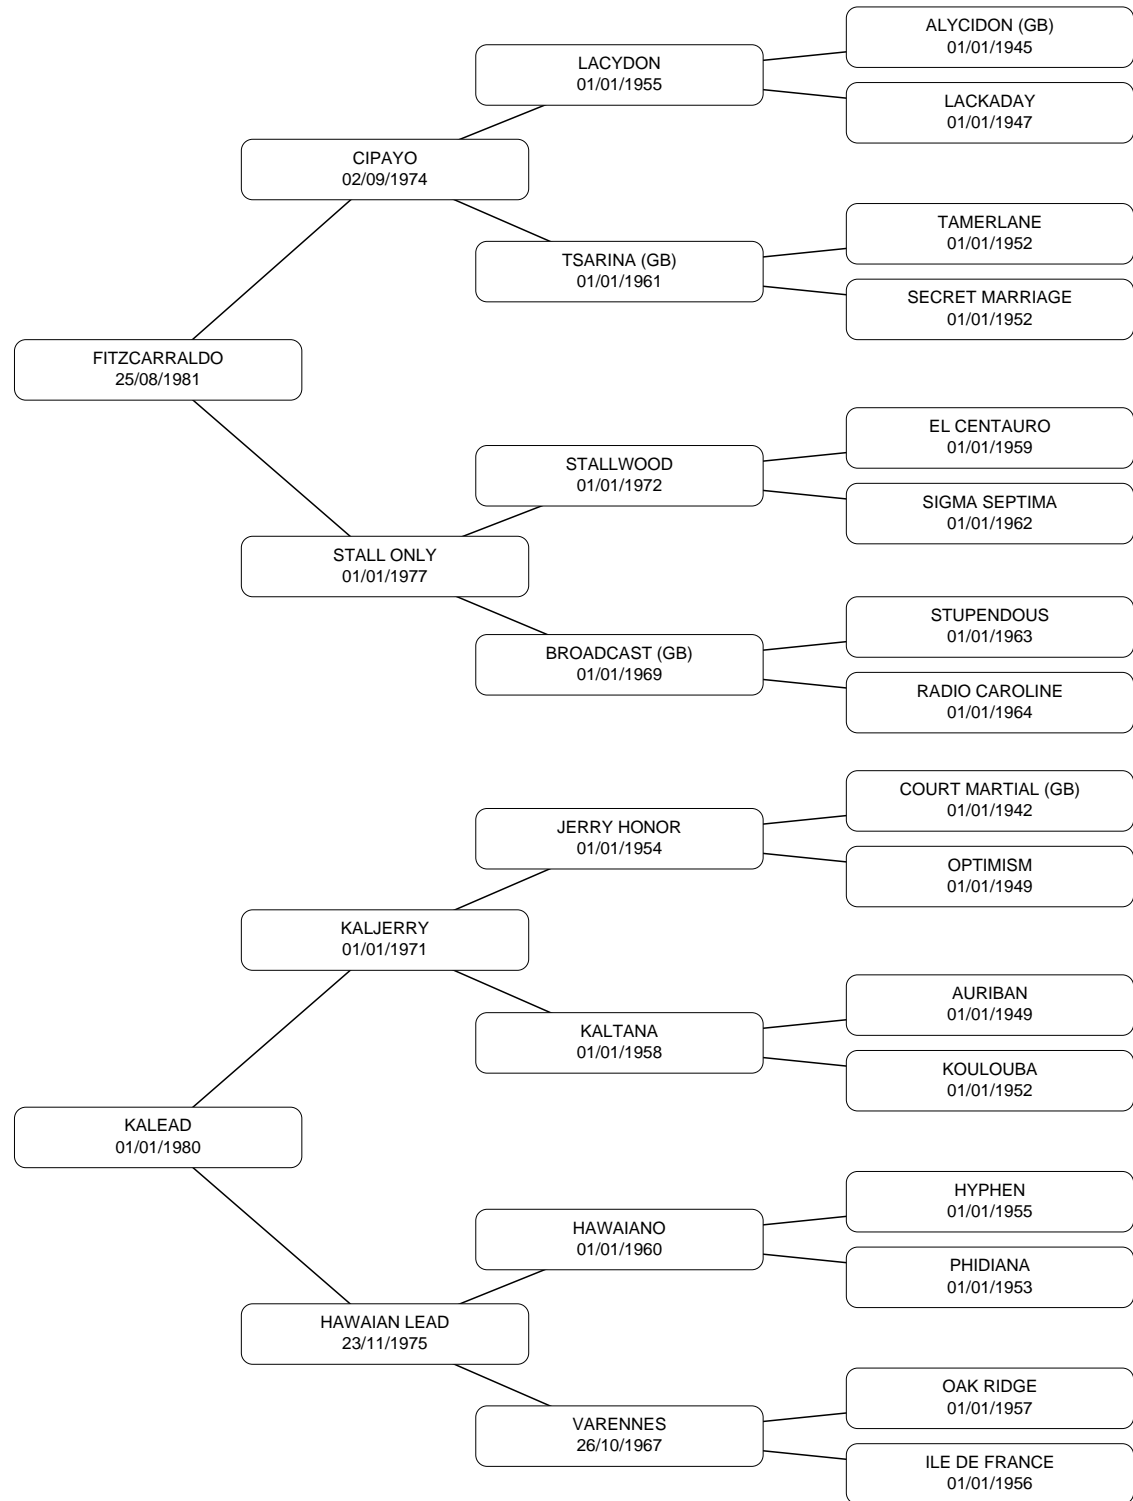 ALYCIDON (GB)
01/01/1945
LACYDON
01/01/1955
LACKADAY
01/01/1947
CIPAYO
02/09/1974
TAMERLANE
01/01/1952
TSARINA (GB)
01/01/1961
SECRET MARRIAGE
01/01/1952
FITZCARRALDO
25/08/1981
EL CENTAURO
01/01/1959
STALLWOOD
01/01/1972
SIGMA SEPTIMA
01/01/1962
STALL ONLY
01/01/1977
STUPENDOUS
01/01/1963
BROADCAST (GB)
01/01/1969
RADIO CAROLINE
01/01/1964
COURT MARTIAL (GB)
01/01/1942
JERRY HONOR
01/01/1954
OPTIMISM
01/01/1949
KALJERRY
01/01/1971
AURIBAN
01/01/1949
KALTANA
01/01/1958
KOULOUBA
01/01/1952
KALEAD
01/01/1980
HYPHEN
01/01/1955
HAWAIANO
01/01/1960
PHIDIANA
01/01/1953
HAWAIAN LEAD
23/11/1975
OAK RIDGE
01/01/1957
VARENNES
26/10/1967
ILE DE FRANCE
01/01/1956